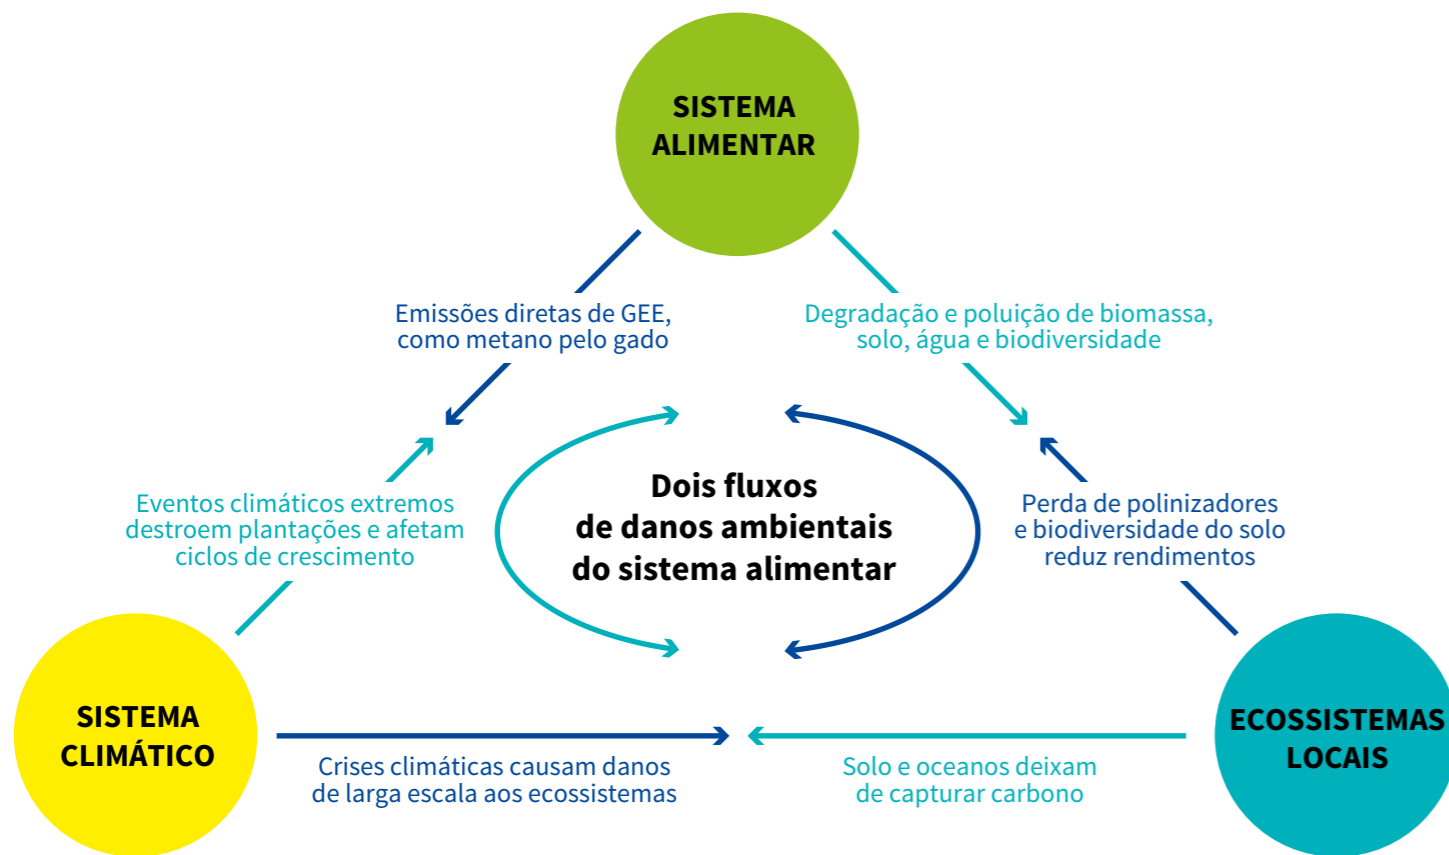 SISTEMA
ALIMENTAR
Emissões diretas de GEE,
como metano pelo gado
Degradação e poluição de biomassa,
solo, água e biodiversidade
Eventos climáticos extremos
destroem plantações e afetam
ciclos de crescimento
Dois fluxos
de danos ambientais
do sistema alimentar
Perda de polinizadores
e biodiversidade do solo
reduz rendimentos
SISTEMA
CLIMÁTICO
Crises climáticas causam danos
de larga escala aos ecossistemas
Solo e oceanos deixam
de capturar carbono
ECOSSISTEMAS
LOCAIS